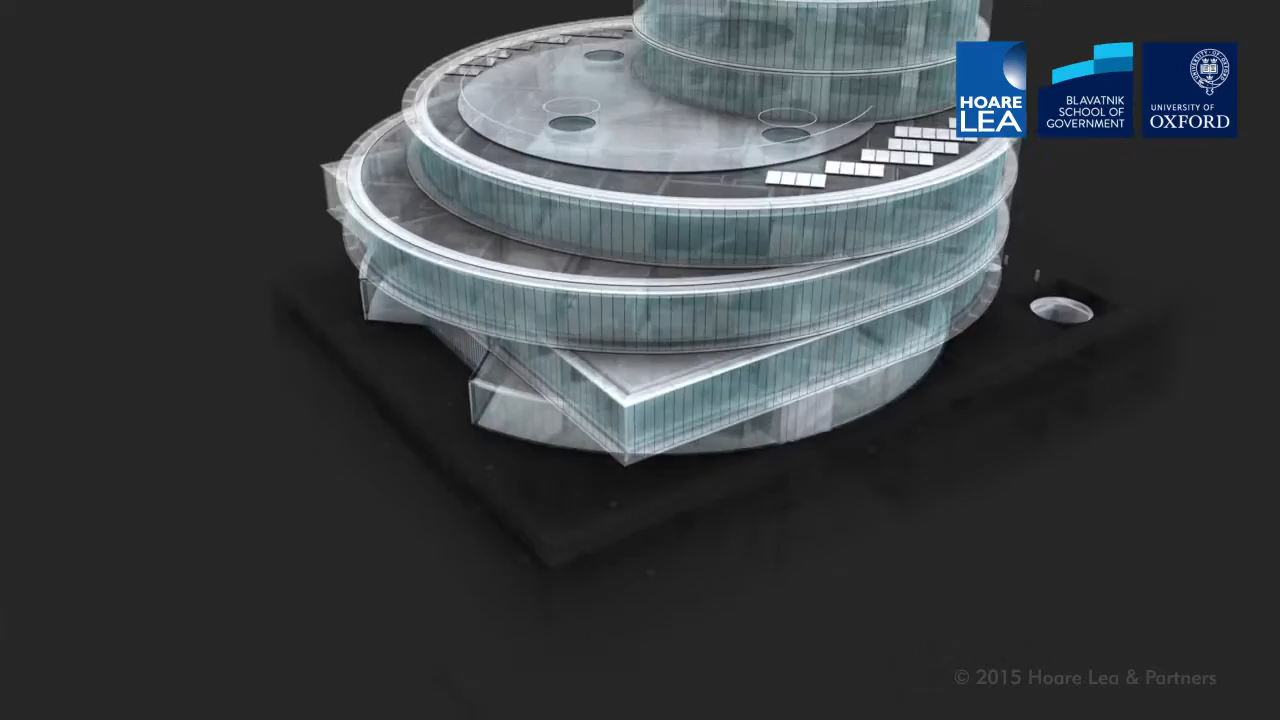 HOARE
LEA
BLAVATNIK
SCHOOL OF
GOVERNMENT
UNIVERSITY OF
OXFORD
© 2015 Hoare Lea & Partners